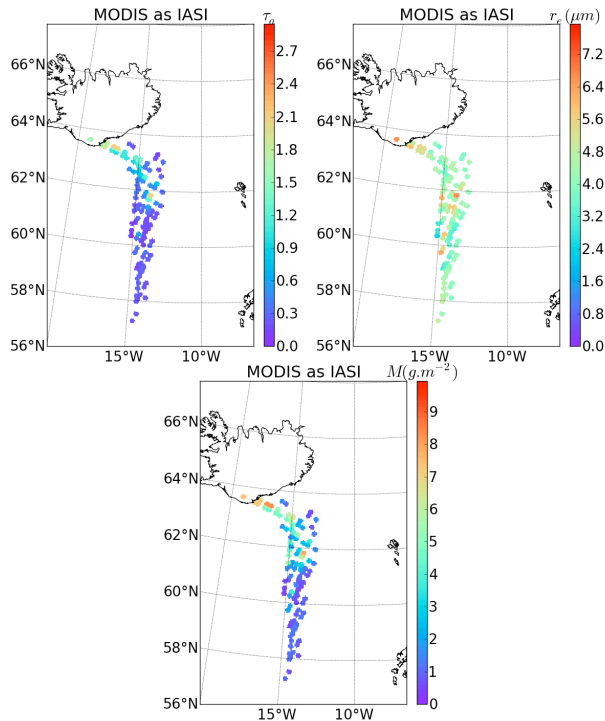 MODIS as IASI τa
MODIS as IASI re(μm)
66°N
64°N
62°N
60°N
58°N
56°N
15°W 10°W
2.7
2.4
2.1
1.8
1.5
1.2
0.9
0.6
0.3
0.0
66°N
64°N
62°N
60°N
58°N
56°N
15°W 10°W
7.2
6.4
5.6
4.8
4.0
3.2
2.4
1.6
0.8
0.0
MODIS as IASI M(g.m⁻²)
66°N
64°N
62°N
60°N
58°N
56°N
15°W 10°W
9
8
7
6
5
4
3
2
1
0